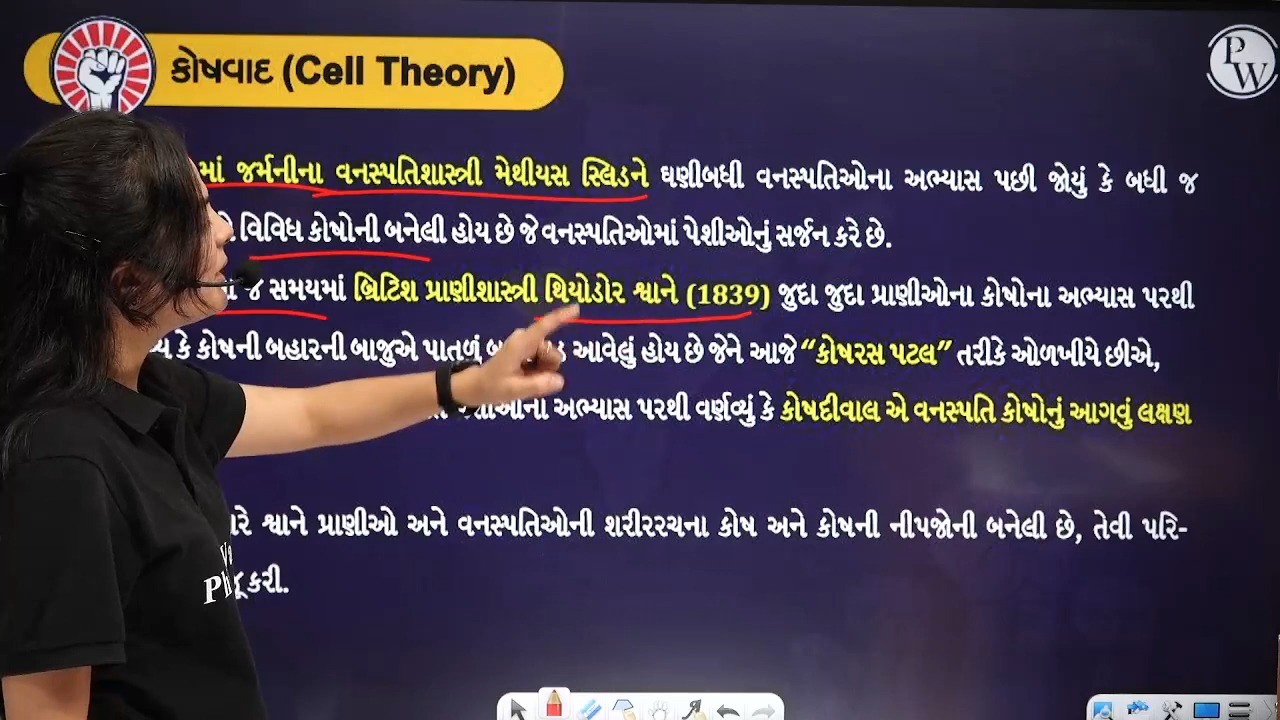 કોષવાદ (Cell Theory)
PW
માં જર્મનીના વનસ્પતિશાસ્ત્રી મેથીયસ સ્લિડને ઘણીબધી વનસ્પતિઓના અભ્યાસ પછી જોયું કે બધી જ
વિવિધ કોષોની બનેલી હોય છે જે વનસ્પતિઓમાં પેશીઓનું સર્જન કરે છે.
જ સમયમાં બ્રિટિશ પ્રાણીશાસ્ત્રી થિયોડોર શ્વાને (1839) જુદા જુદા પ્રાણીઓના કોષોના અભ્યાસ પરથી
કે કોષની બહારની બાજુએ પાતળું આવેલું હોય છે જેને આજે “કોષરસ પટલ” તરીકે ઓળખીયે છીએ,
અભ્યાસ પરથી વર્ણવ્યું કે કોષદીવાલ એ વનસ્પતિ કોષોનું આગવું લક્ષણ
શ્વાને પ્રાણીઓ અને વનસ્પતિઓની શરીરરચના કોષ અને કોષની નીપજોની બનેલી છે, તેવી પરિ-
કરી.